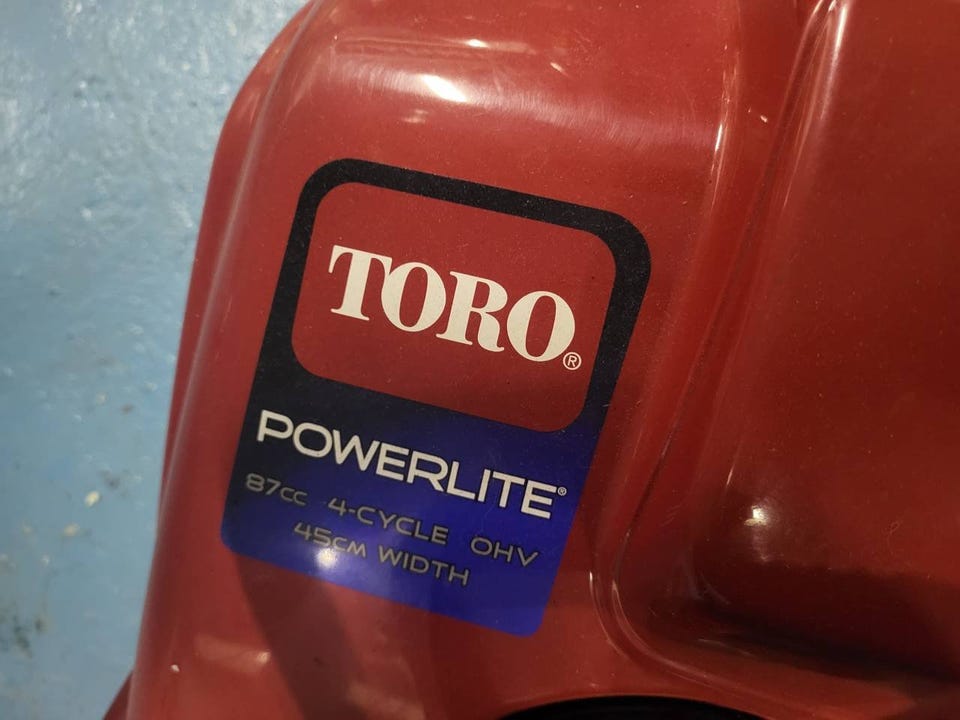 TORO®
POWERLITE®
87CC 4-CYCLE OHV
45CM WIDTH